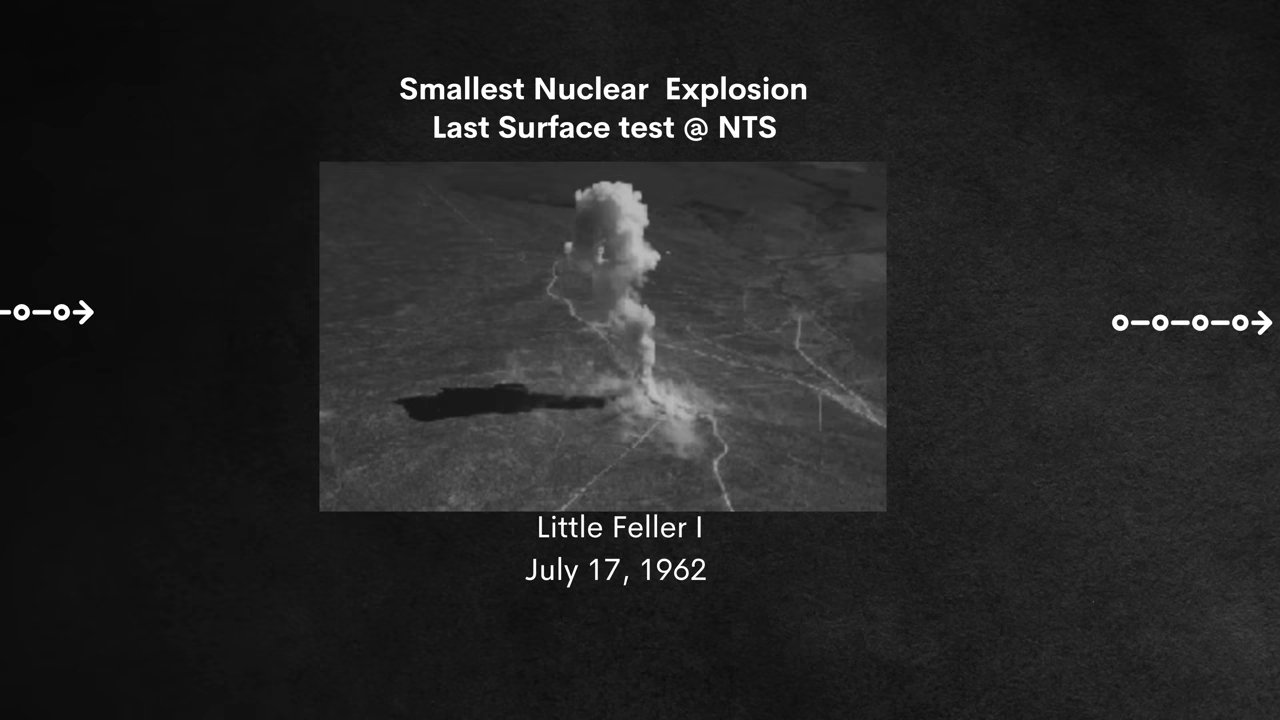 Smallest Nuclear  Explosion
Last Surface test @ NTS
Little Feller I
July 17, 1962